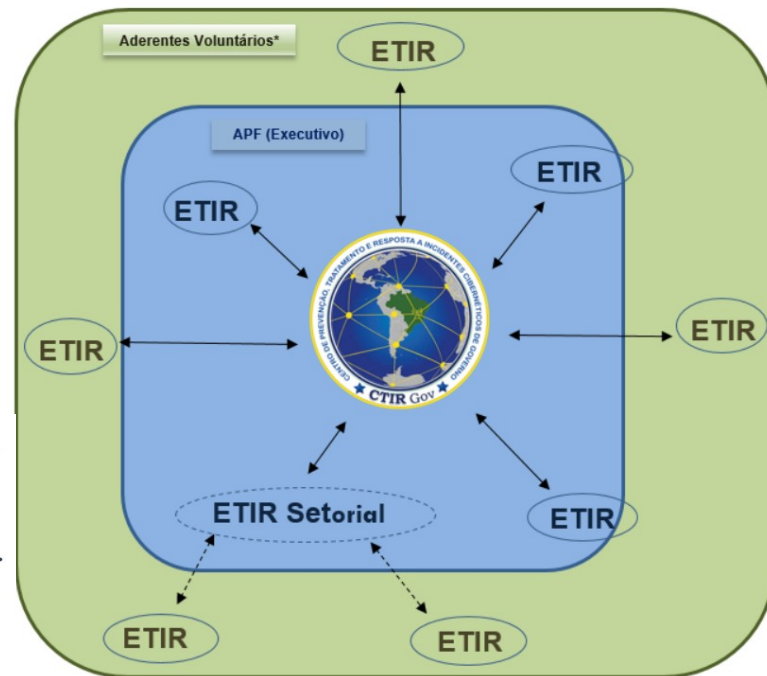 Aderentes Voluntários*
ETIR
APF (Executivo)
ETIR
ETIR
CENTRO DE PREVENÇÃO, TRATAMENTO E RESPOSTA A INCIDENTES CIBERNÉTICOS DE GOVERNO
CTIR Gov
ETIR
ETIR
ETIR Setorial
ETIR
ETIR
ETIR